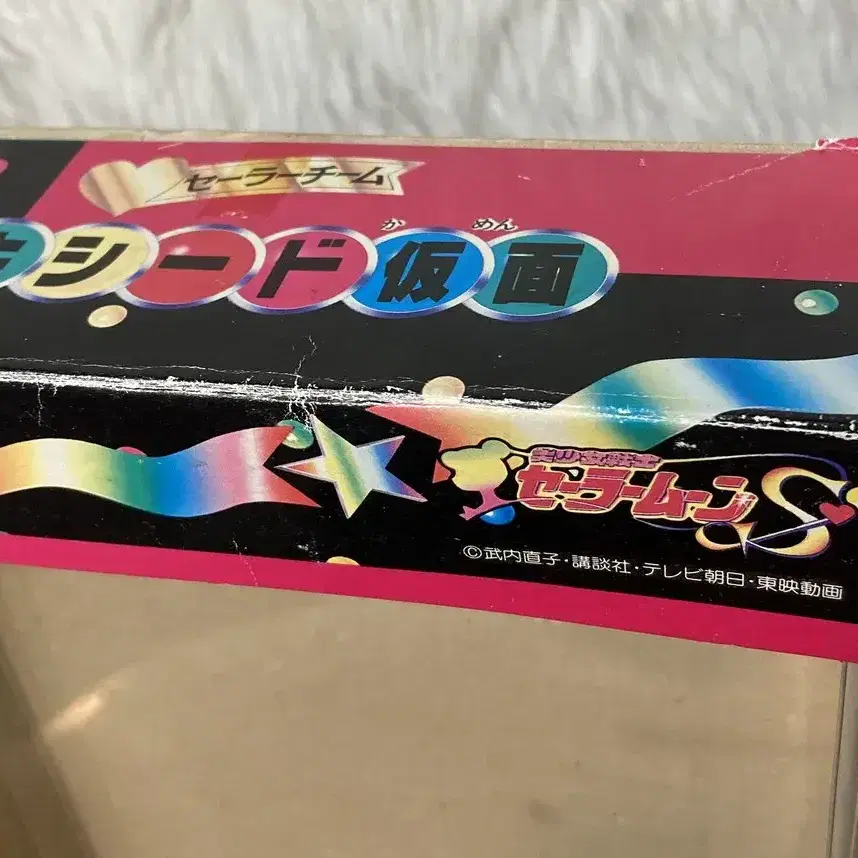 セーラーチーム
シード仮面
かめん
美少女戦士
セーラームーンS
©武内直子・講談社・テレビ朝日・東映動画